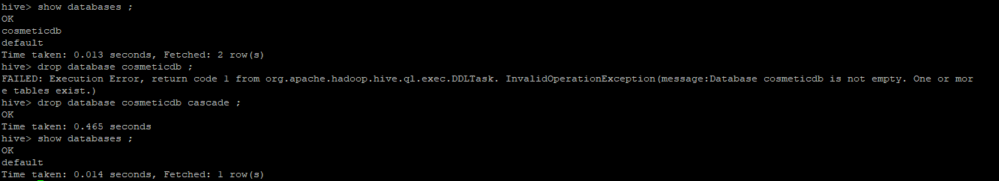 hive> show databases ;
OK
cosmeticdb
default
Time taken: 0.013 seconds, Fetched: 2 row(s)
hive> drop database cosmeticdb ;
FAILED: Execution Error, return code 1 from org.apache.hadoop.hive.ql.exec.DDLTask. InvalidOperationException(message:Database cosmeticdb is not empty. One or mor
e tables exist.)
hive> drop database cosmeticdb cascade ;
OK
Time taken: 0.465 seconds
hive> show databases ;
OK
default
Time taken: 0.014 seconds, Fetched: 1 row(s)